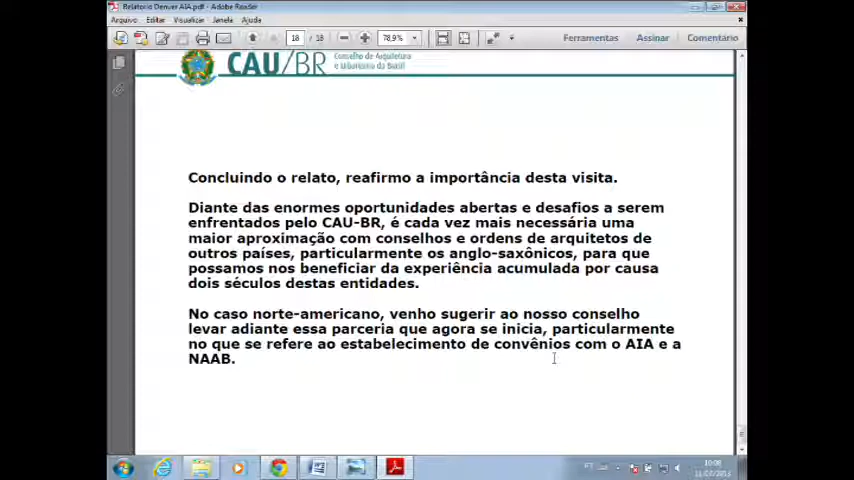 Relatorio Denver AIA.pdf - Adobe Reader
Arquivo Editar Visualizar Janela Ajuda
18 / 18 78,9% Ferramentas Assinar Comentário
CAU/BR Conselho de Arquitetura
e Urbanismo do Brasil
Concluindo o relato, reafirmo a importância desta visita.
Diante das enormes oportunidades abertas e desafios a serem
enfrentados pelo CAU-BR, é cada vez mais necessária uma
maior aproximação com conselhos e ordens de arquitetos de
outros países, particularmente os anglo-saxônicos, para que
possamos nos beneficiar da experiência acumulada por causa
dois séculos destas entidades.
No caso norte-americano, venho sugerir ao nosso conselho
levar adiante essa parceria que agora se inicia, particularmente
no que se refere ao estabelecimento de convênios com o AIA e a
NAAB.